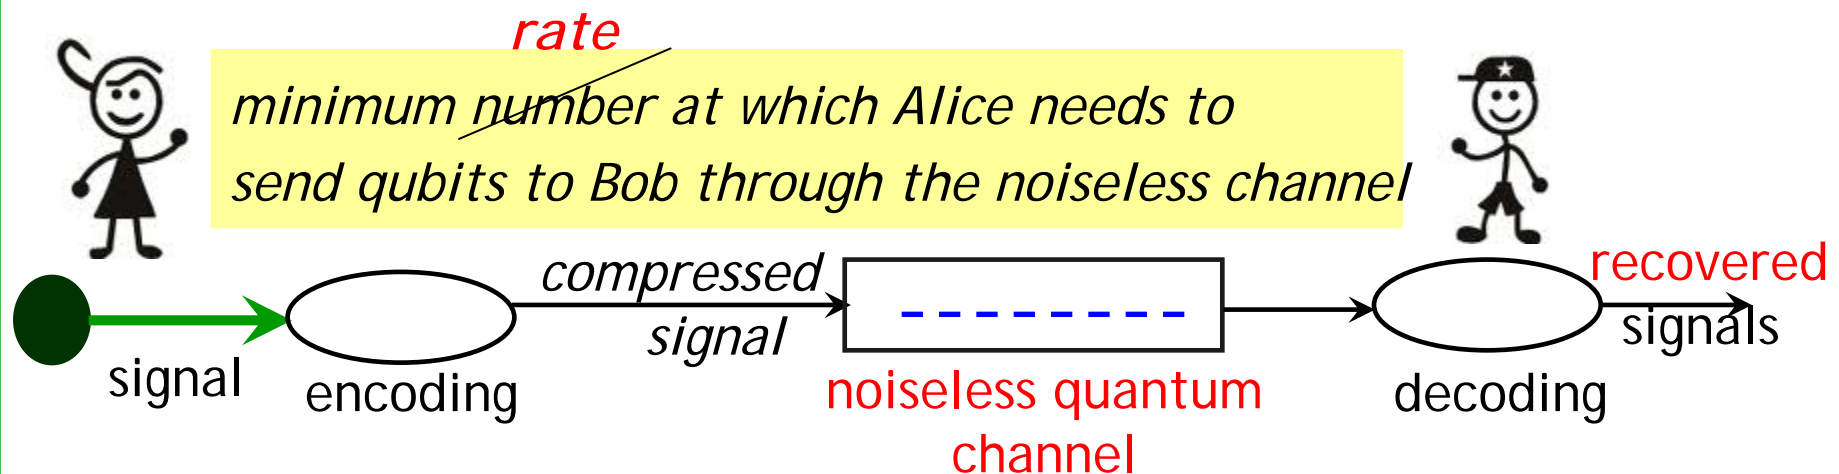 rate
minimum number at which Alice needs to
send qubits to Bob through the noiseless channel
compressed
signal
recovered
signals
signal
encoding
noiseless quantum
channel
decoding